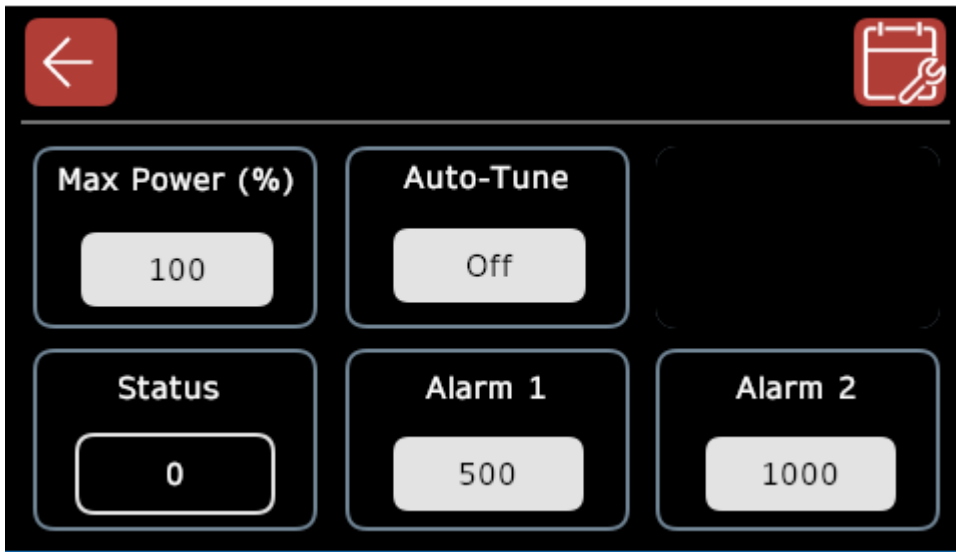 Max Power (%)
Auto-Tune
100
Off
Status
Alarm 1
Alarm 2
0
500
1000